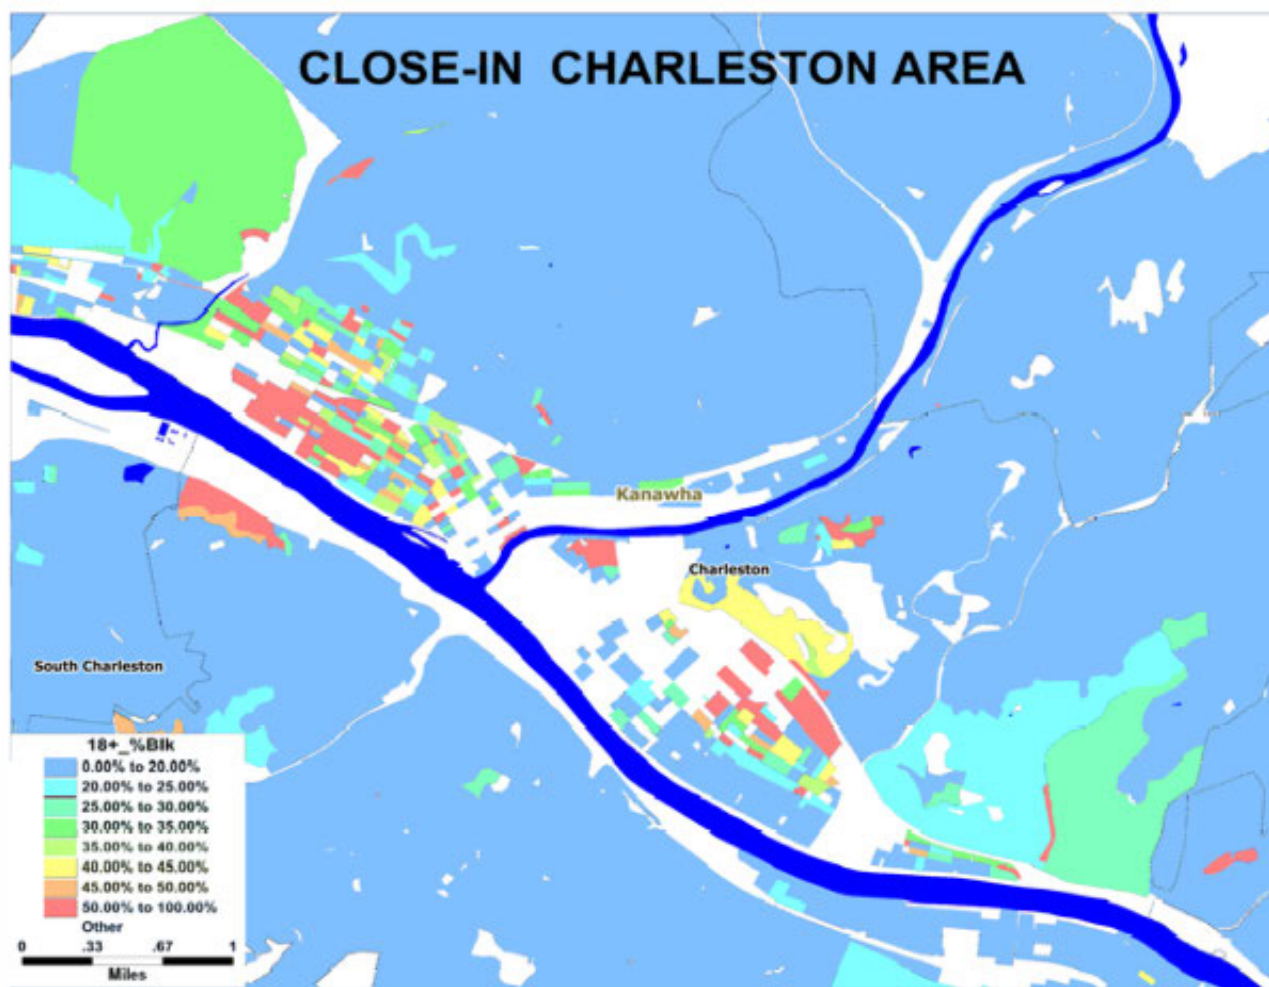 CLOSE-IN CHARLESTON AREA
Kanawha
Charleston
South Charleston
18+_%Blk
0.00% to 20.00%
20.00% to 25.00%
25.00% to 30.00%
30.00% to 35.00%
35.00% to 40.00%
40.00% to 45.00%
45.00% to 50.00%
50.00% to 100.00%
Other
0 .33 .67 1
Miles